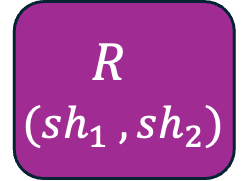 R
(sh₁ , sh₂)